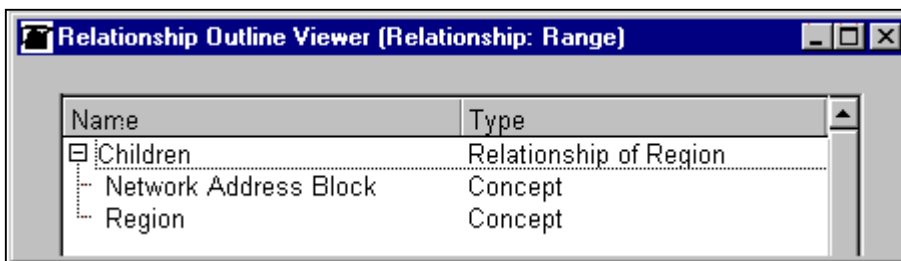 Relationship Outline Viewer (Relationship: Range)
Name Type
Children Relationship of Region
Network Address Block Concept
Region Concept